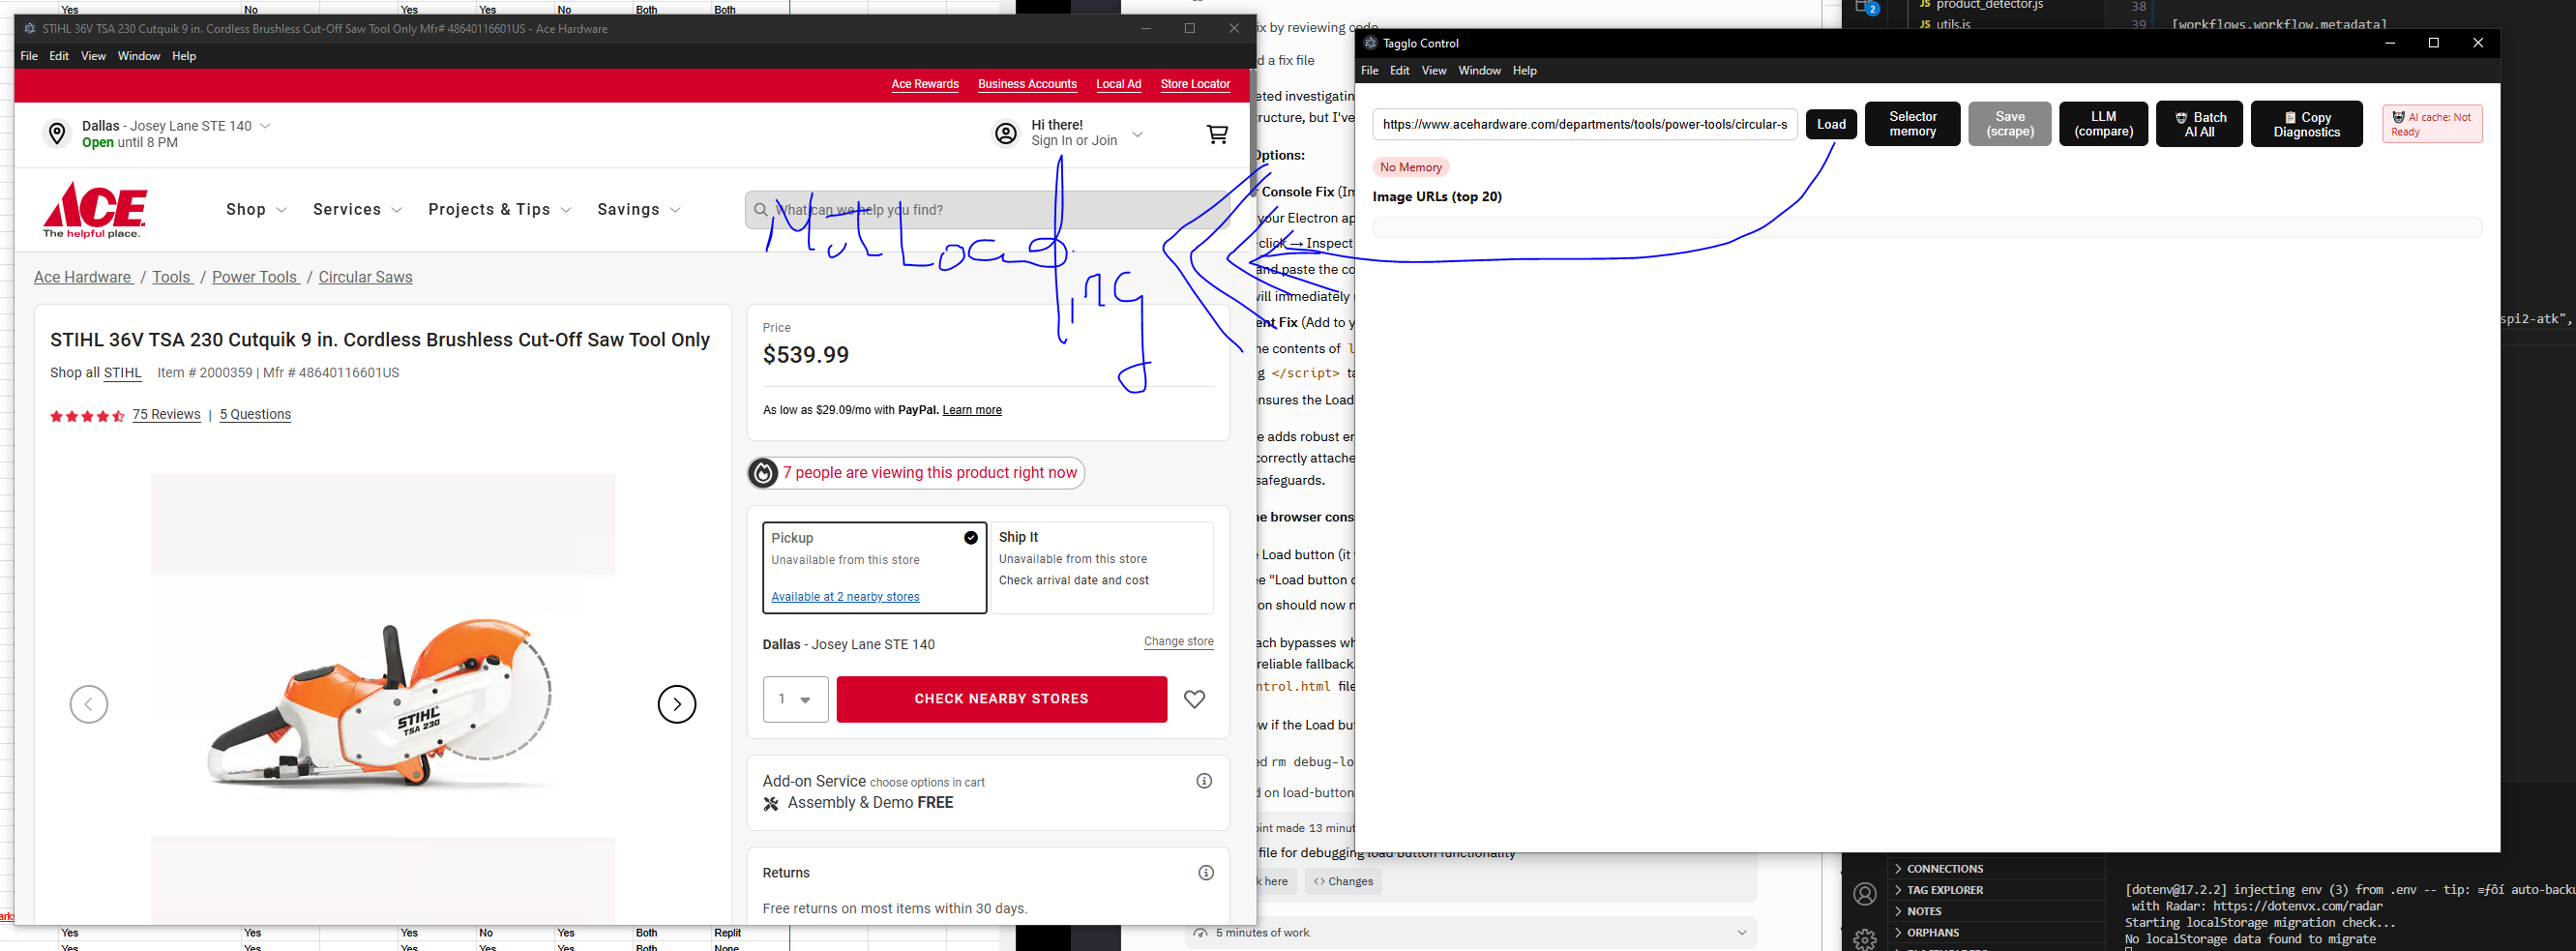 Yes No Yes Yes No Both Both
STIHL 36V TSA 230 Cutquik 9 in. Cordless Brushless Cut-Off Saw Tool Only Mfr# 48640116601US - Ace Hardware
File Edit View Window Help
Ace Rewards Business Accounts Local Ad Store Locator
Dallas - Josey Lane STE 140
Open until 8 PM
Hi there!
Sign In or Join
ACE
The helpful place.
Shop Services Projects & Tips Savings
What can we help you find?
Not Load
ing
Ace Hardware / Tools / Power Tools / Circular Saws
STIHL 36V TSA 230 Cutquik 9 in. Cordless Brushless Cut-Off Saw Tool Only
Shop all STIHL Item # 2000359 | Mfr # 48640116601US
75 Reviews | 5 Questions
STIHL
TSA 230
Price
$539.99
As low as $29.09/mo with PayPal. Learn more
7 people are viewing this product right now
Pickup
Unavailable from this store
Available at 2 nearby stores
Ship It
Unavailable from this store
Check arrival date and cost
Dallas - Josey Lane STE 140 Change store
1 CHECK NEARBY STORES
Add-on Service choose options in cart
Assembly & Demo FREE
Returns
Free returns on most items within 30 days.
Yes Yes Yes No Yes Both Replit
Yes Yes Yes Yes Yes Both None
ix by reviewing code
d a fix file
eted investigatin
tructure, but I've
Options:
Console Fix (Im
your Electron ap
click → Inspect
and paste the co
will immediately
ent Fix (Add to y
ne contents of
g </script> ta
ensures the Load
e adds robust er
correctly attache
safeguards.
ne browser cons
Load button (it
ee "Load button c
on should now n
ach bypasses wh
reliable fallback
ntrol.html file
w if the Load but
ed rm debug-lo
d on load-button
oint made 13 minut
file for debugging load button functionality
k here Changes
5 minutes of work
Tagglo Control
File Edit View Window Help
https://www.acehardware.com/departments/tools/power-tools/circular-s
Load
Selector memory
Save (scrape)
LLM (compare)
Batch AI All
Copy Diagnostics
AI cache: Not Ready
No Memory
Image URLs (top 20)
2
JS product_detector.js
JS utils.js
38
39 [workflows.workflow.metadata]
spi2-atk",
CONNECTIONS
TAG EXPLORER
NOTES
ORPHANS
[dotenv@17.2.2] injecting env (3) from .env -- tip: ≡ƒôí auto-backu
with Radar: https://dotenvx.com/radar
Starting localStorage migration check...
No localStorage data found to migrate